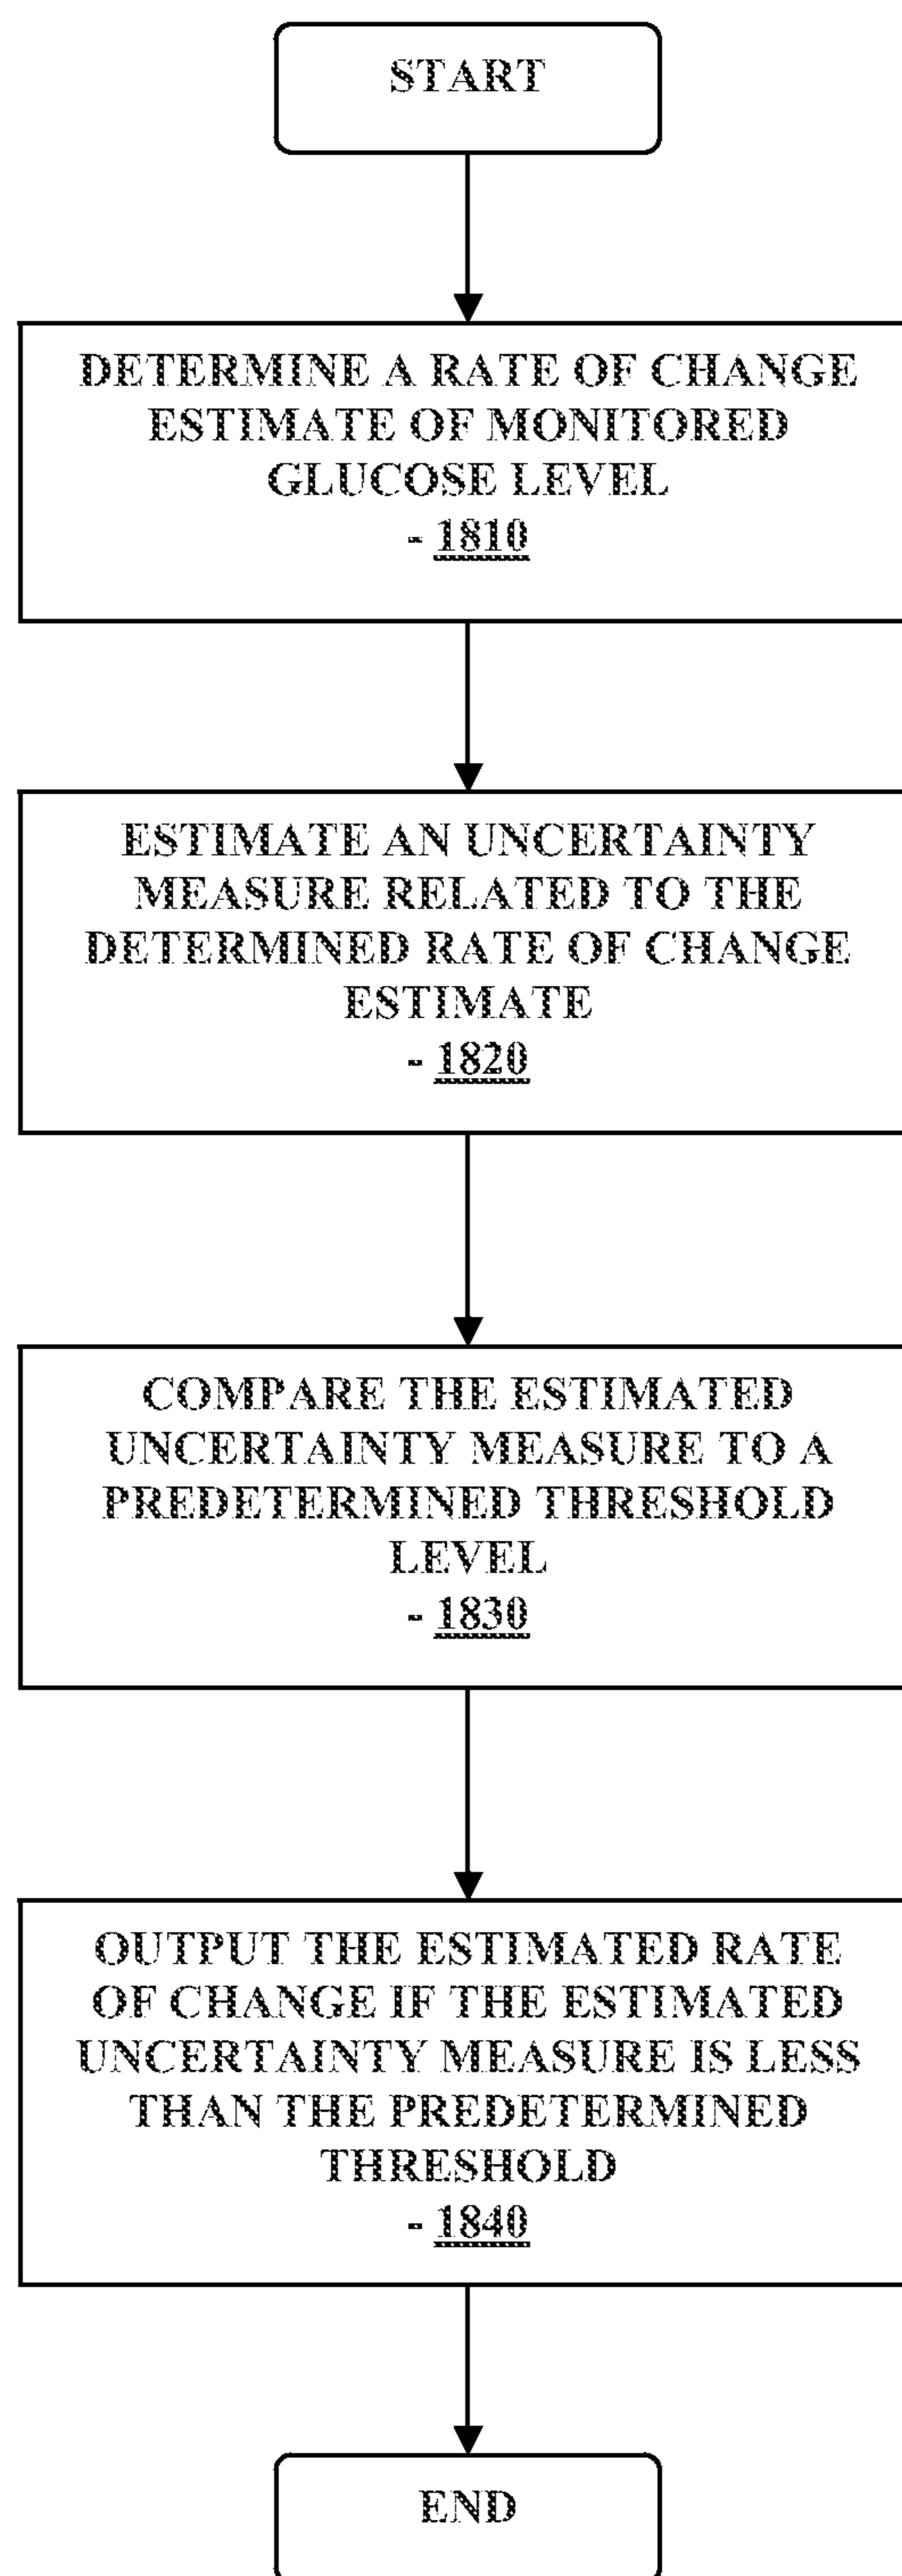 START
DETERMINE A RATE OF CHANGE
ESTIMATE OF MONITORED
GLUCOSE LEVEL
- 1810
ESTIMATE AN UNCERTAINTY
MEASURE RELATED TO THE
DETERMINED RATE OF CHANGE
ESTIMATE
- 1820
COMPARE THE ESTIMATED
UNCERTAINTY MEASURE TO A
PREDETERMINED THRESHOLD
LEVEL
- 1830
OUTPUT THE ESTIMATED RATE
OF CHANGE IF THE ESTIMATED
UNCERTAINTY MEASURE IS LESS
THAN THE PREDETERMINED
THRESHOLD
- 1840
END